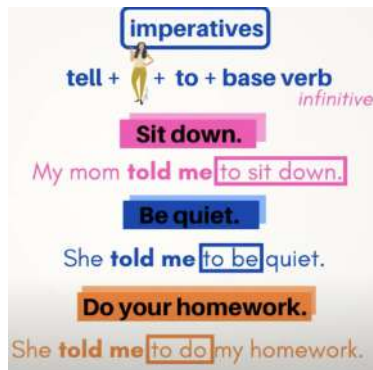 imperatives
tell + + to + base verb
infinitive
Sit down.
My mom told me to sit down.
Be quiet.
She told me to be quiet.
Do your homework.
She told me to do my homework.